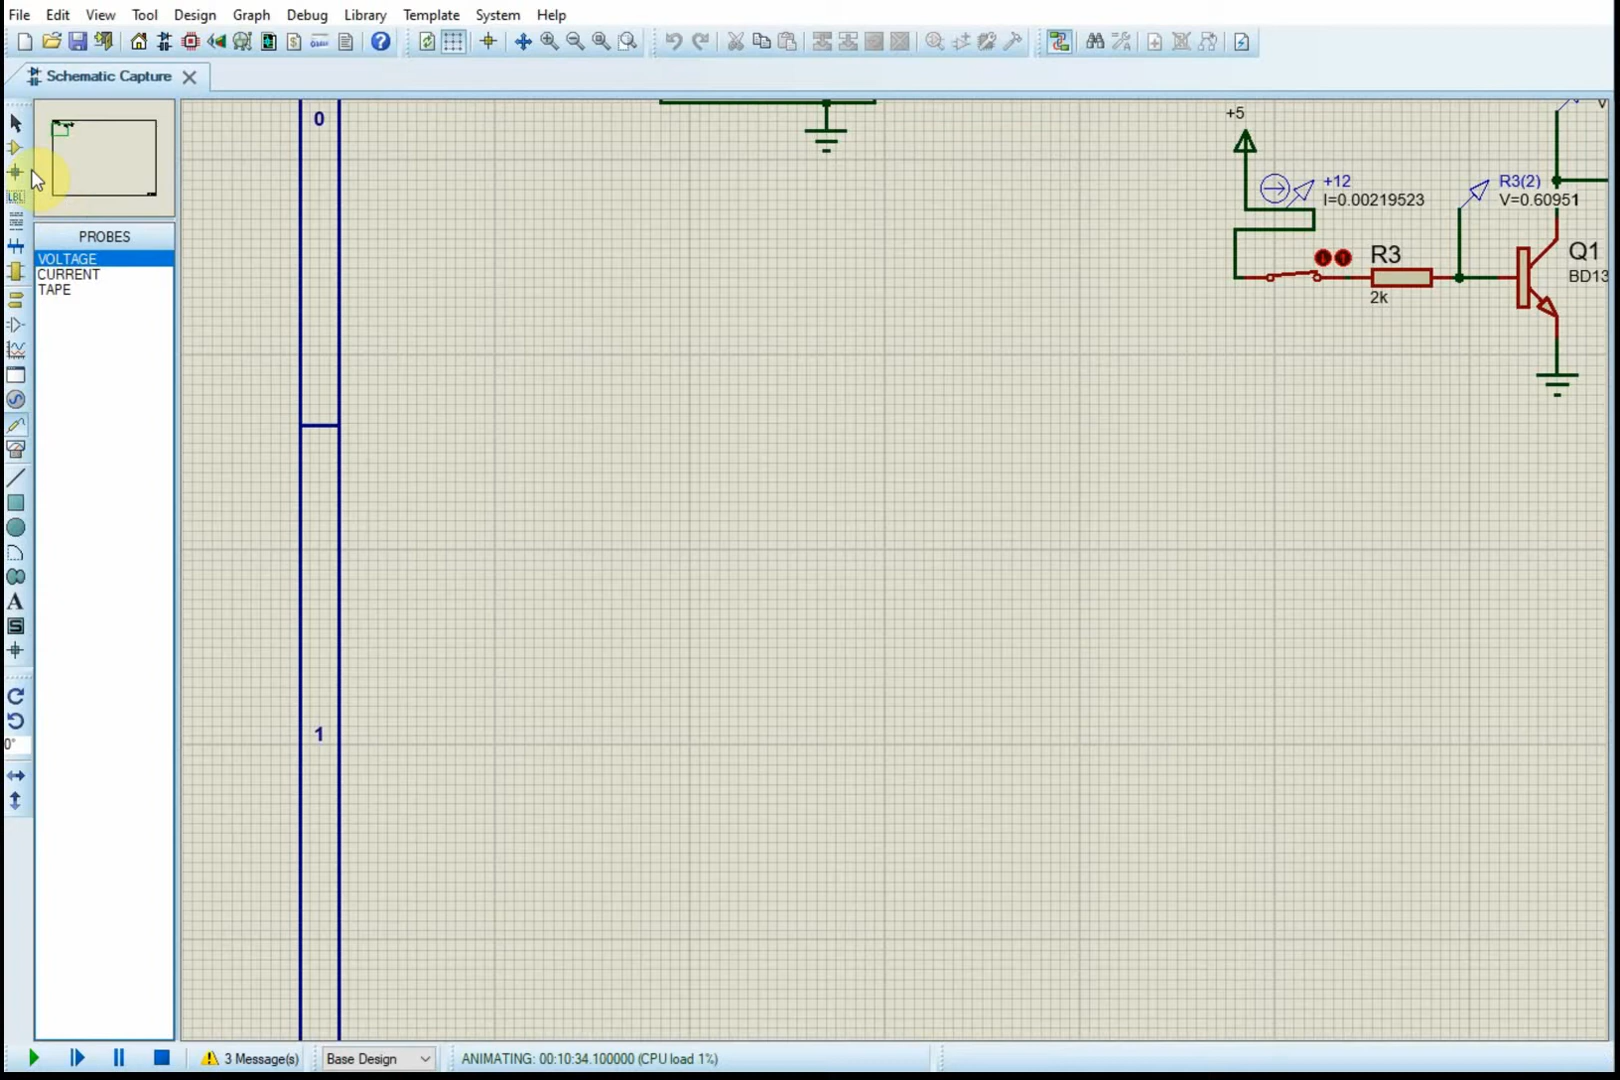 File Edit View Tool Design Graph Debug Library Template System Help
Schematic Capture
0
+5
V
+12
I=0.00219523
R3(2)
V=0.60951
LBL
PROBES
VOLTAGE
CURRENT
TAPE
R3
2k
Q1
BD13
A
S
0°
1
3 Message(s) Base Design ANIMATING: 00:10:34.100000 (CPU load 1%)